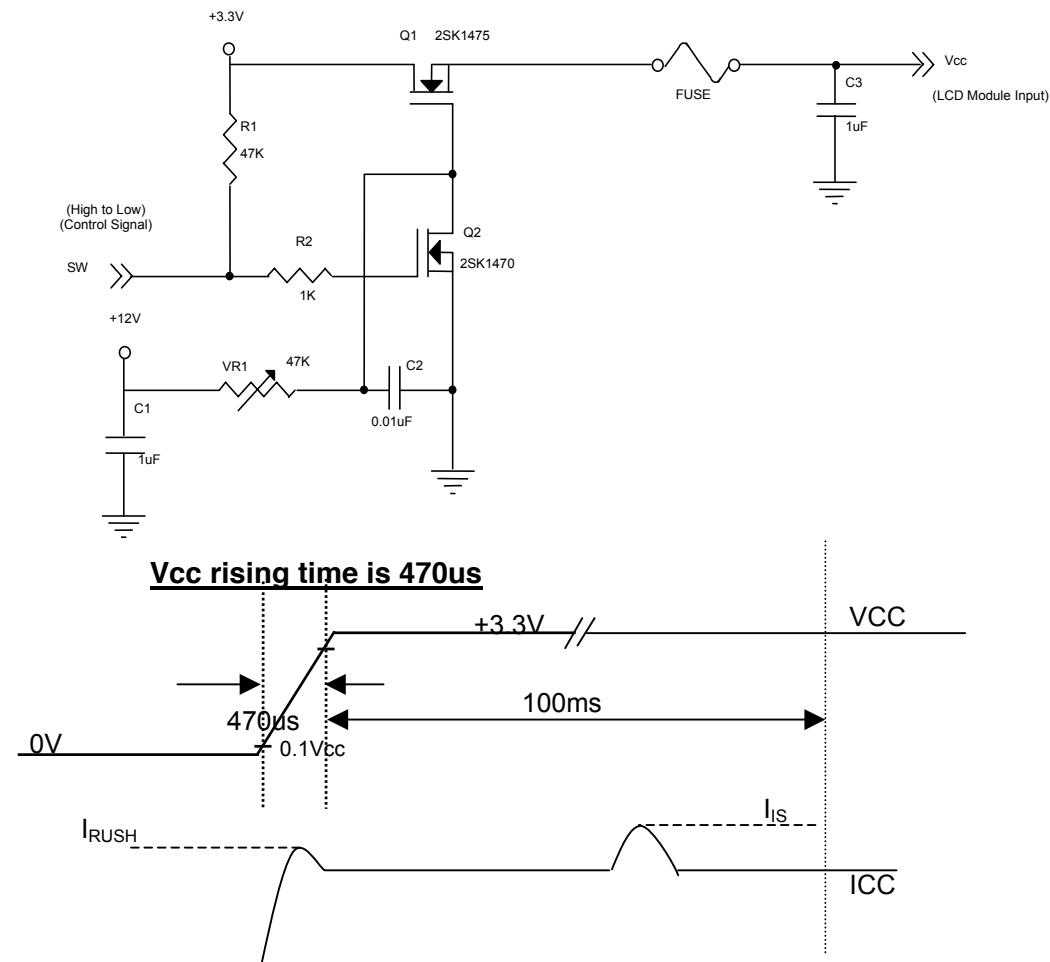 +3.3V
Q1 2SK1475
Vcc
FUSE
C3
(LCD Module Input)
R1
47K
1uF
(High to Low)
(Control Signal)
R2
Q2
SW
2SK1470
1K
+12V
VR1 47K
C2
C1
0.01uF
1uF
Vcc rising time is 470us
+3.3V
VCC
100ms
470us
0V
0.1Vcc
IRUSH
IIS
ICC